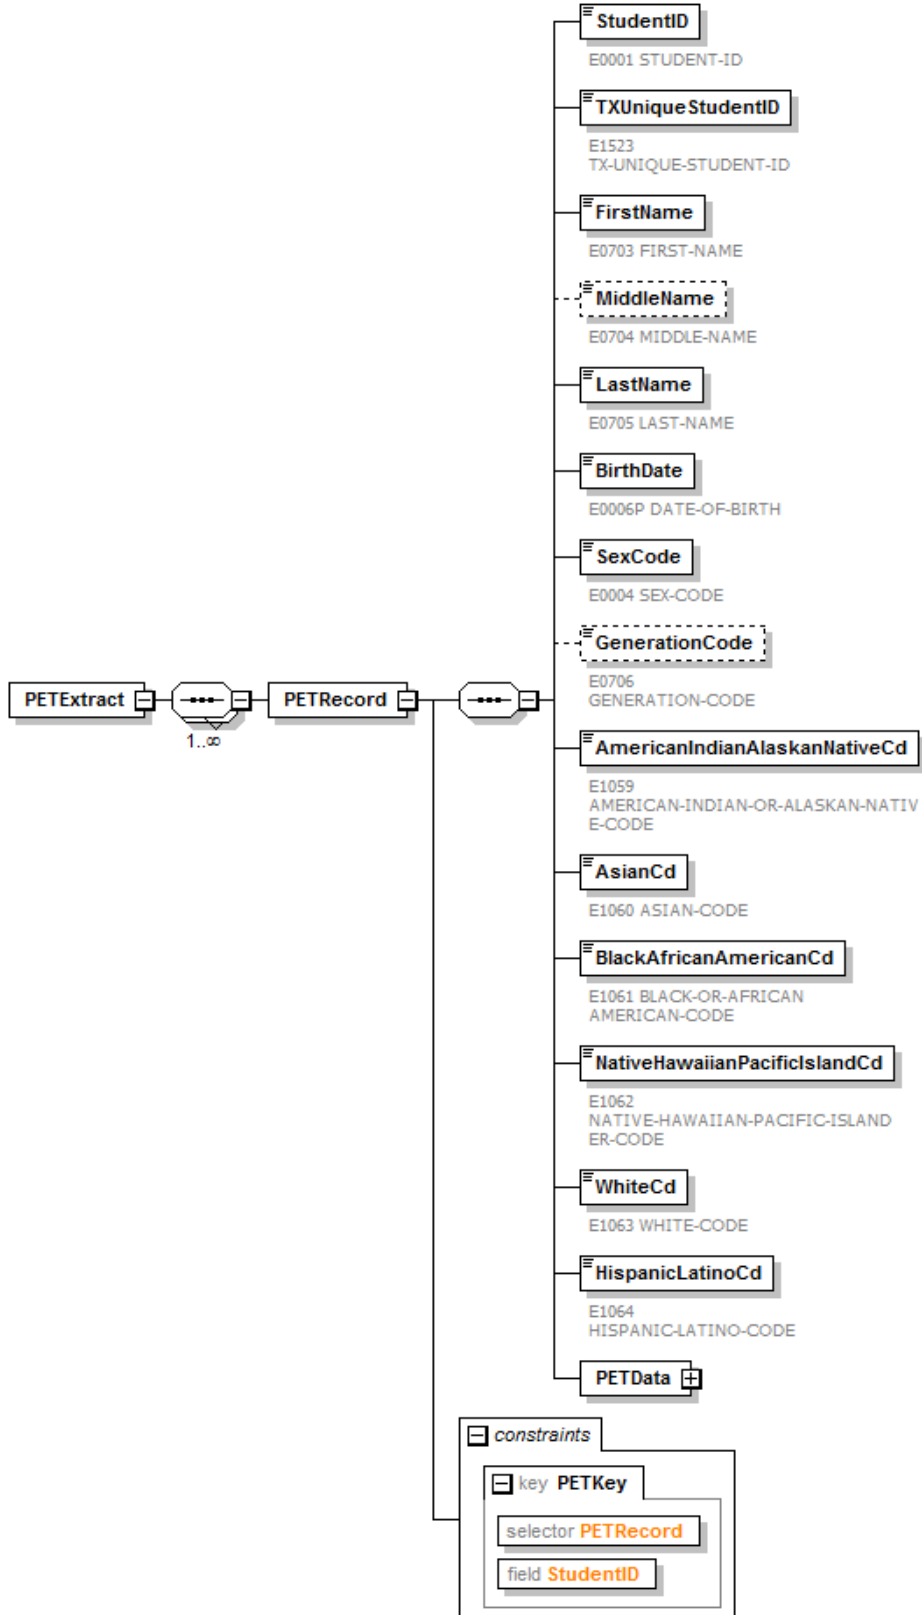 StudentID
E0001 STUDENT-ID
TXUniqueStudentID
E1523
TX-UNIQUE-STUDENT-ID
FirstName
E0703 FIRST-NAME
MiddleName
E0704 MIDDLE-NAME
LastName
E0705 LAST-NAME
BirthDate
E0006P DATE-OF-BIRTH
SexCode
E0004 SEX-CODE
GenerationCode
E0706
GENERATION-CODE
PETExtract
1..∞
PETRecord
AmericanIndianAlaskanNativeCd
E1059
AMERICAN-INDIAN-OR-ALASKAN-NATIV
E-CODE
AsianCd
E1060 ASIAN-CODE
BlackAfricanAmericanCd
E1061 BLACK-OR-AFRICAN
AMERICAN-CODE
NativeHawaiianPacificIslandCd
E1062
NATIVE-HAWAIIAN-PACIFIC-ISLAND
ER-CODE
WhiteCd
E1063 WHITE-CODE
HispanicLatinoCd
E1064
HISPANIC-LATINO-CODE
PETData
constraints
key PETKey
selector PETRecord
field StudentID